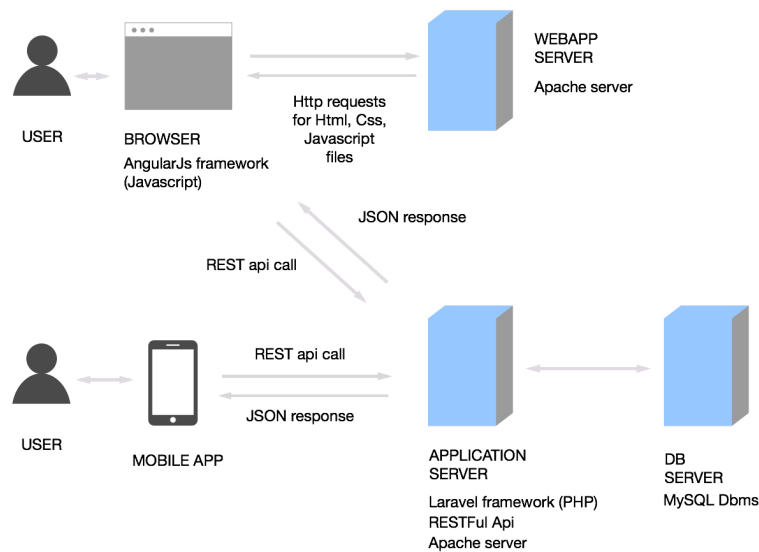 WEBAPP
SERVER
Apache server
USER
BROWSER
AngularJs framework
(Javascript)
Http requests
for Html, Css,
Javascript
files
JSON response
REST api call
REST api call
JSON response
USER
MOBILE APP
APPLICATION
SERVER
Laravel framework (PHP)
RESTFul Api
Apache server
DB
SERVER
MySQL Dbms